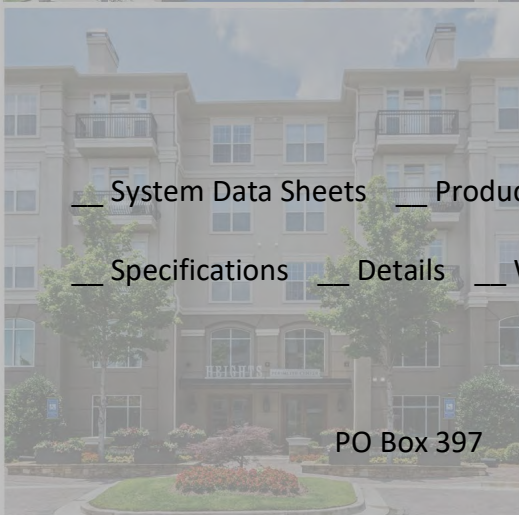 __ System Data Sheets __ Produc
__ Specifications __ Details __
HEIGHTS
PO Box 397